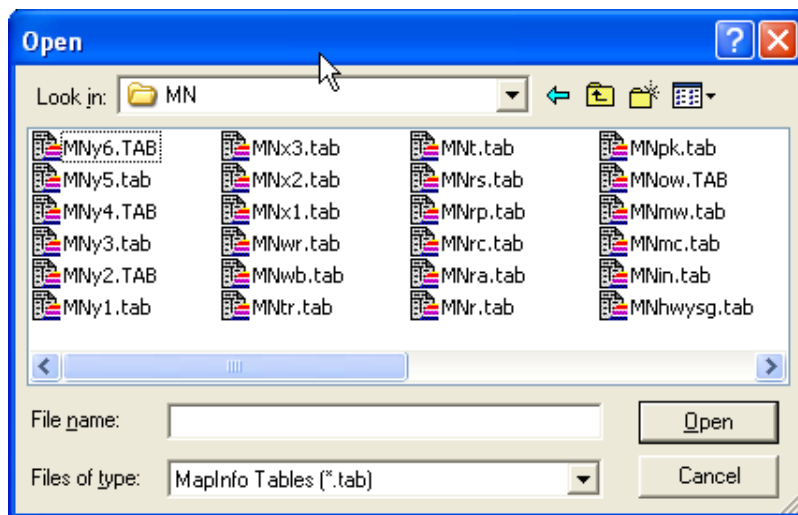 Open
Look in: MN
MNy6.TAB MNx3.tab MNt.tab MNpk.tab
MNy5.tab MNx2.tab MNrs.tab MNow.TAB
MNy4.TAB MNx1.tab MNrp.tab MNmw.tab
MNy3.tab MNwr.tab MNrc.tab MNmc.tab
MNy2.TAB MNwb.tab MNra.tab MNin.tab
MNy1.tab MNtr.tab MNr.tab MNhwysg.tab
File name: Open
Files of type: MapInfo Tables (*.tab) Cancel